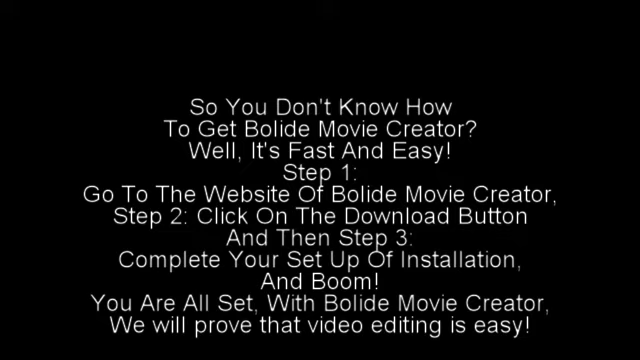 So You Don't Know How
To Get Bolide Movie Creator?
Well, It's Fast And Easy!
Step 1:
Go To The Website Of Bolide Movie Creator,
Step 2: Click On The Download Button
And Then Step 3:
Complete Your Set Up Of Installation,
And Boom!
You Are All Set, With Bolide Movie Creator,
We will prove that video editing is easy!